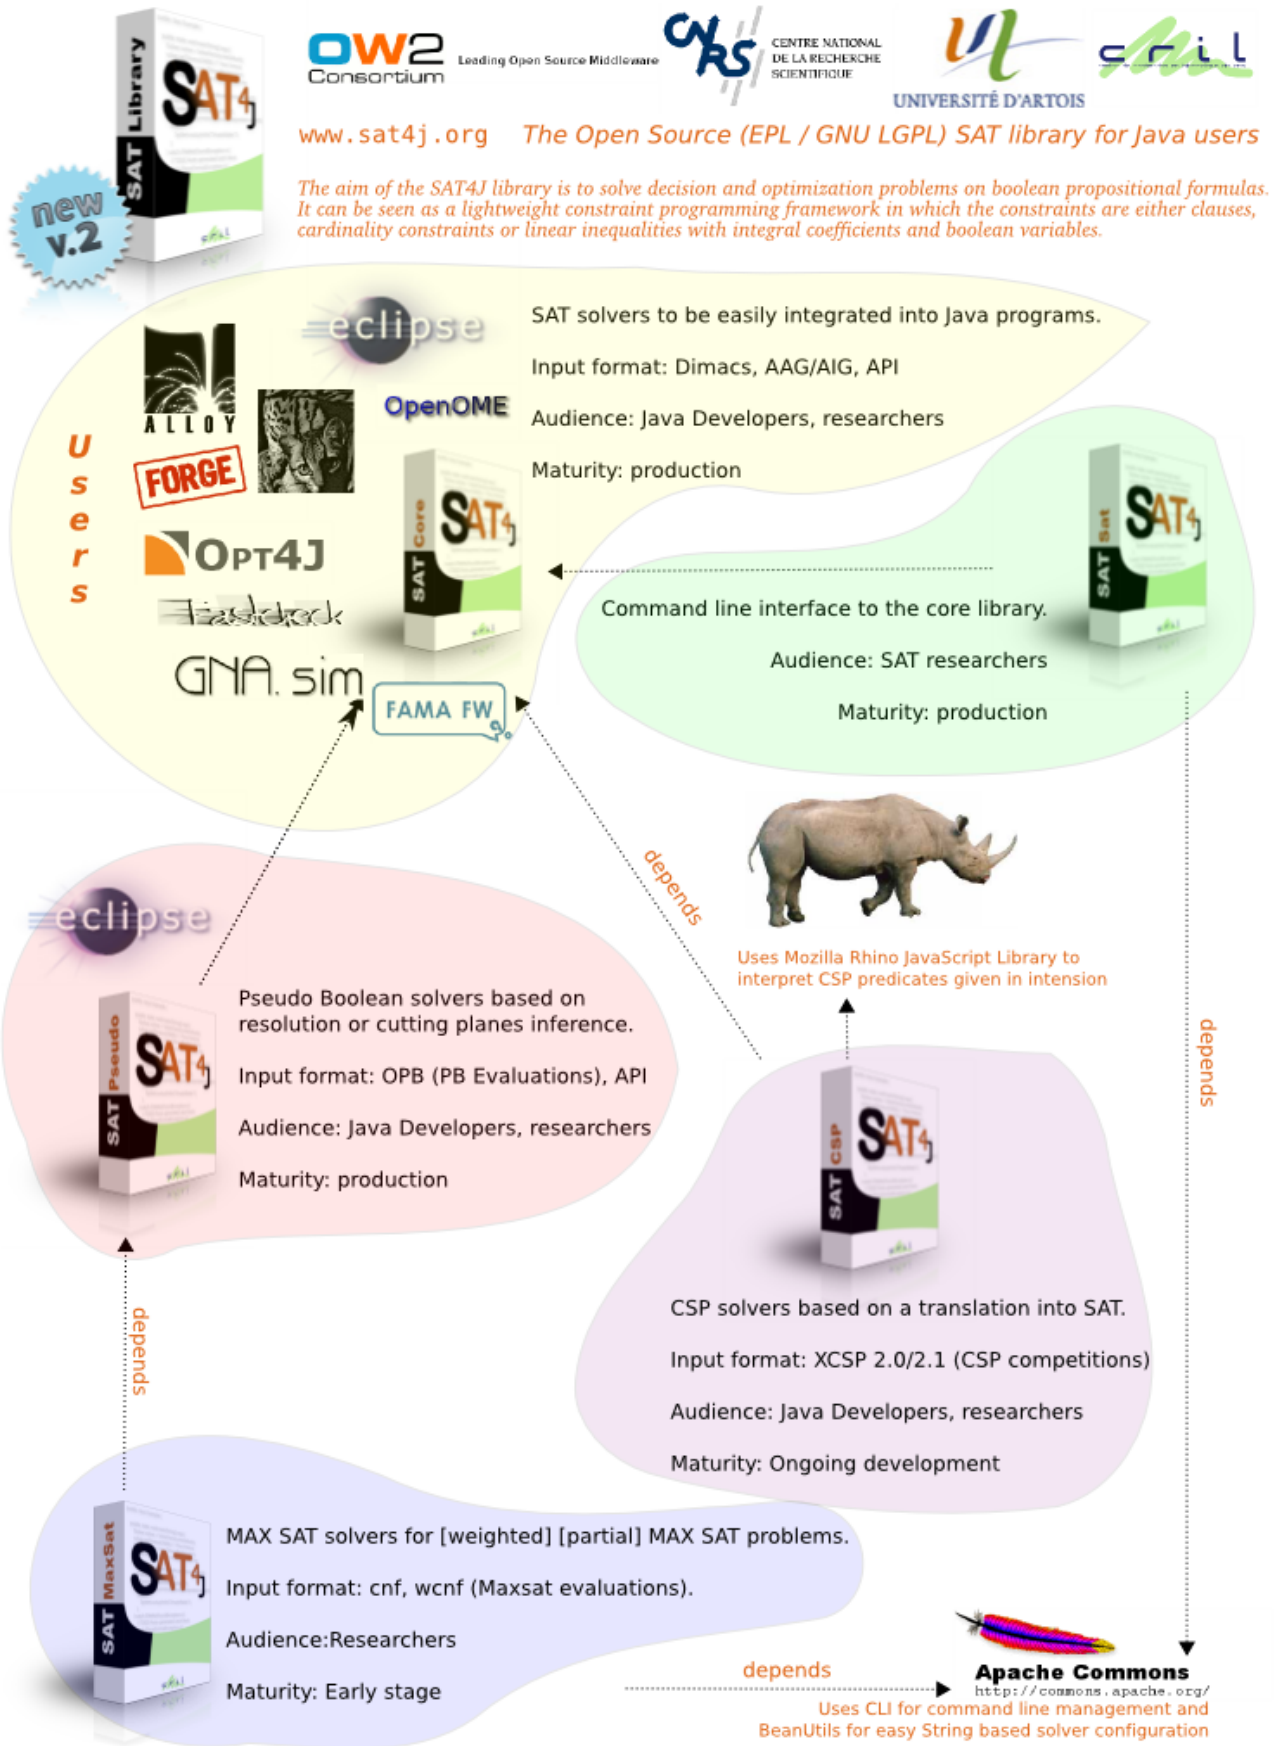 SAT Library
SAT4J
cril
new
v.2
OW2
Consortium
Leading Open Source Middleware
CNRS
CENTRE NATIONAL
DE LA RECHERCHE
SCIENTIFIQUE
UNIVERSITÉ D'ARTOIS
cril
www.sat4j.org The Open Source (EPL / GNU LGPL) SAT library for Java users
The aim of the SAT4J library is to solve decision and optimization problems on boolean propositional formulas.
It can be seen as a lightweight constraint programming framework in which the constraints are either clauses,
cardinality constraints or linear inequalities with integral coefficients and boolean variables.
Users
ALLOY
eclipse
OpenOME
FORGE
OPT4J
Fastcheck
GNA.sim
FAMA FW
SAT Core
SAT4J
SAT solvers to be easily integrated into Java programs.
Input format: Dimacs, AAG/AIG, API
Audience: Java Developers, researchers
Maturity: production
SAT Sat
SAT4J
Command line interface to the core library.
Audience: SAT researchers
Maturity: production
depends
Uses Mozilla Rhino JavaScript Library to
interpret CSP predicates given in intension
depends
eclipse
SAT Pseudo
SAT4J
Pseudo Boolean solvers based on
resolution or cutting planes inference.
Input format: OPB (PB Evaluations), API
Audience: Java Developers, researchers
Maturity: production
depends
SAT CSP
SAT4J
CSP solvers based on a translation into SAT.
Input format: XCSP 2.0/2.1 (CSP competitions)
Audience: Java Developers, researchers
Maturity: Ongoing development
SAT MaxSat
SAT4J
MAX SAT solvers for [weighted] [partial] MAX SAT problems.
Input format: cnf, wcnf (Maxsat evaluations).
Audience:Researchers
Maturity: Early stage
depends
Apache Commons
http://commons.apache.org/
Uses CLI for command line management and
BeanUtils for easy String based solver configuration